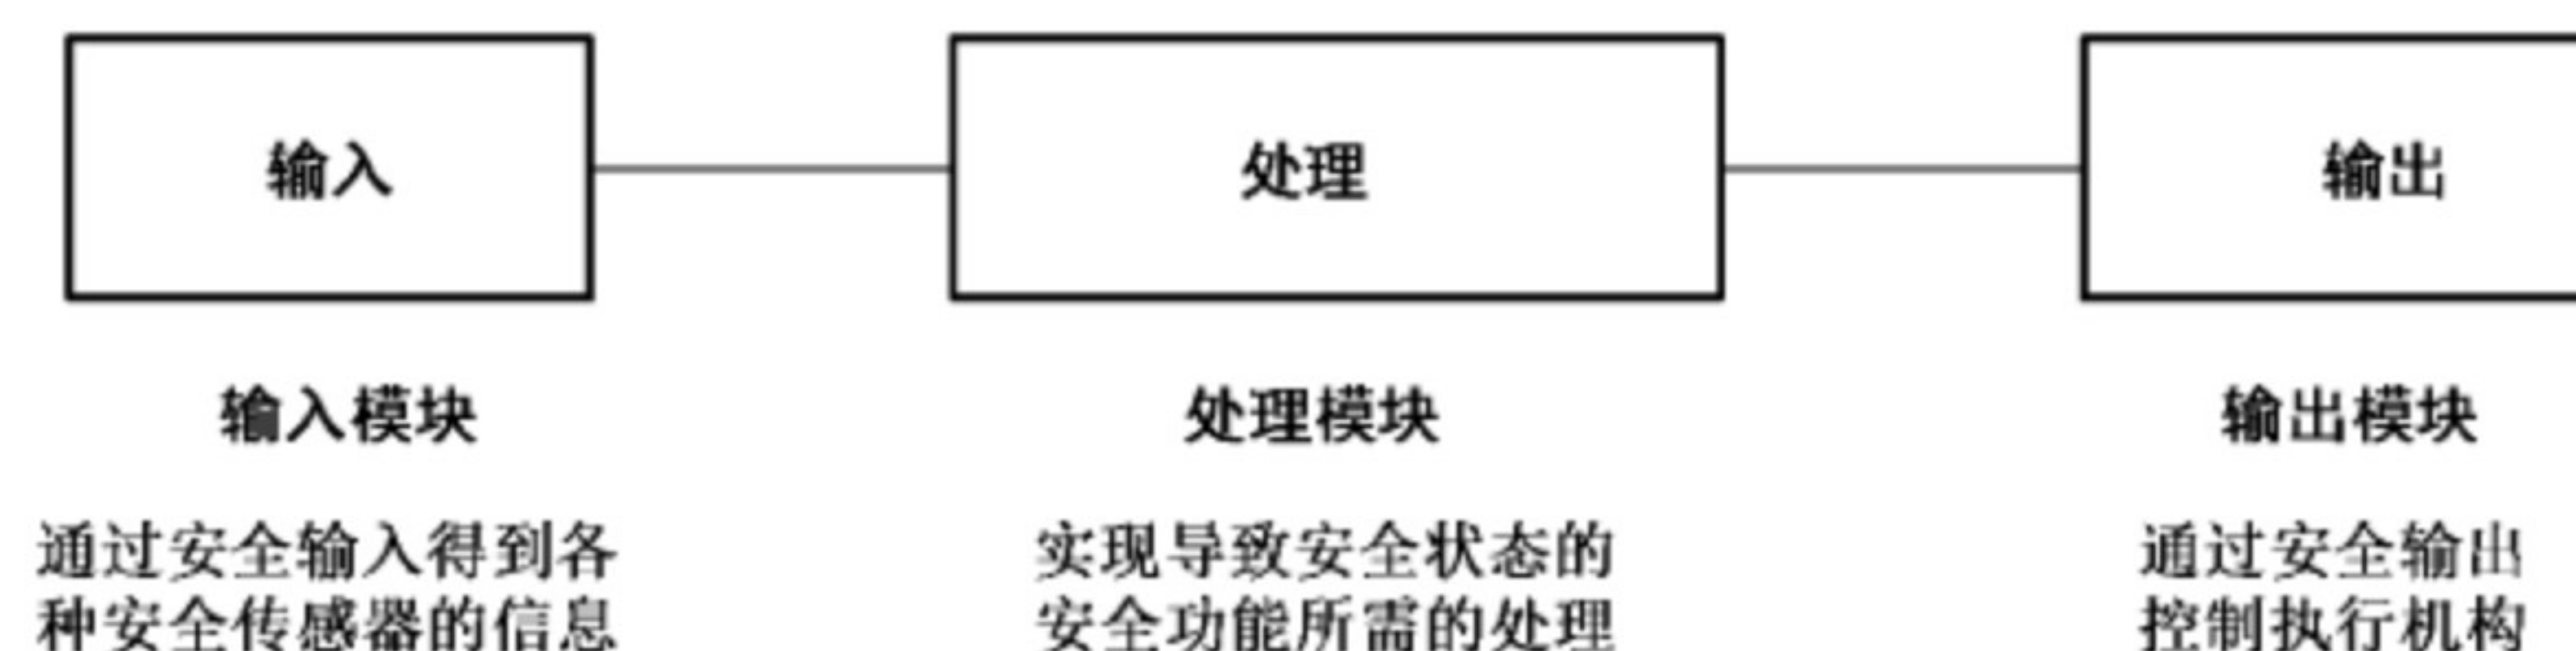 输入
处理
输出
输入模块
处理模块
输出模块
通过安全输入得到各
种安全传感器的信息
实现导致安全状态的
安全功能所需的处理
通过安全输出
控制执行机构